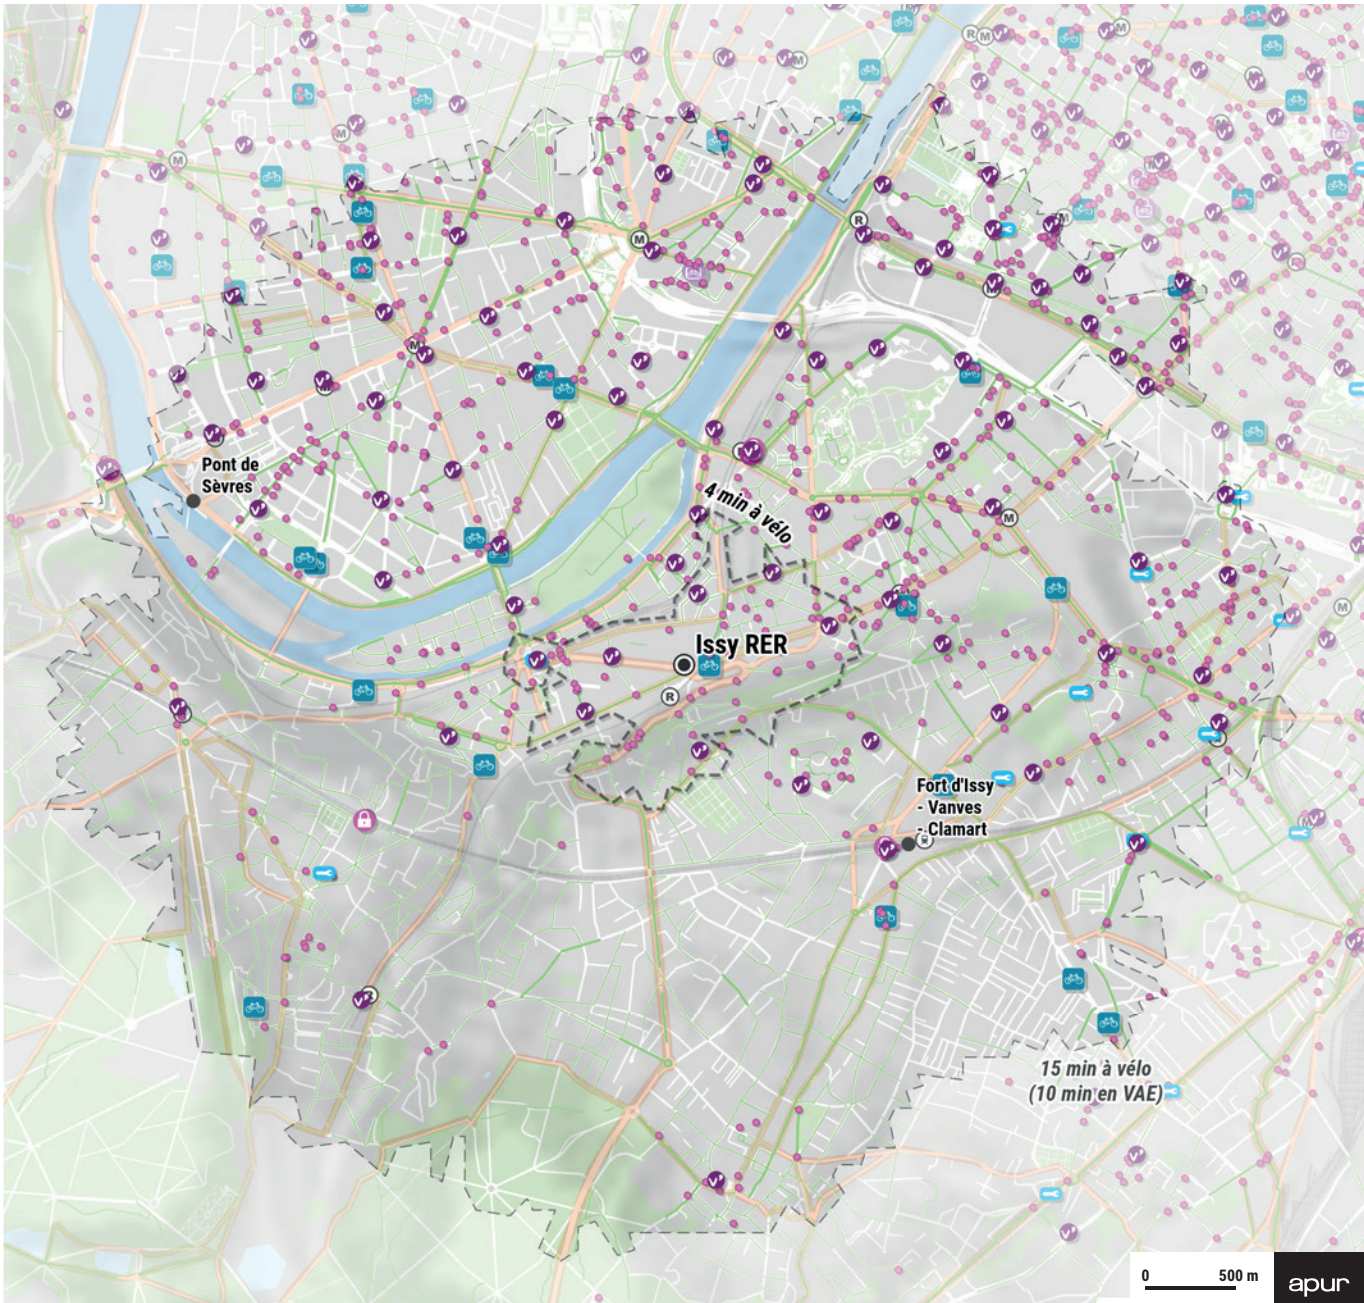 Pont de
Sèvres
4 min à vélo
Issy RER
Fort d'Issy
- Vanves
- Clamart
15 min à vélo
(10 min en VAE)
0 500 m
apur